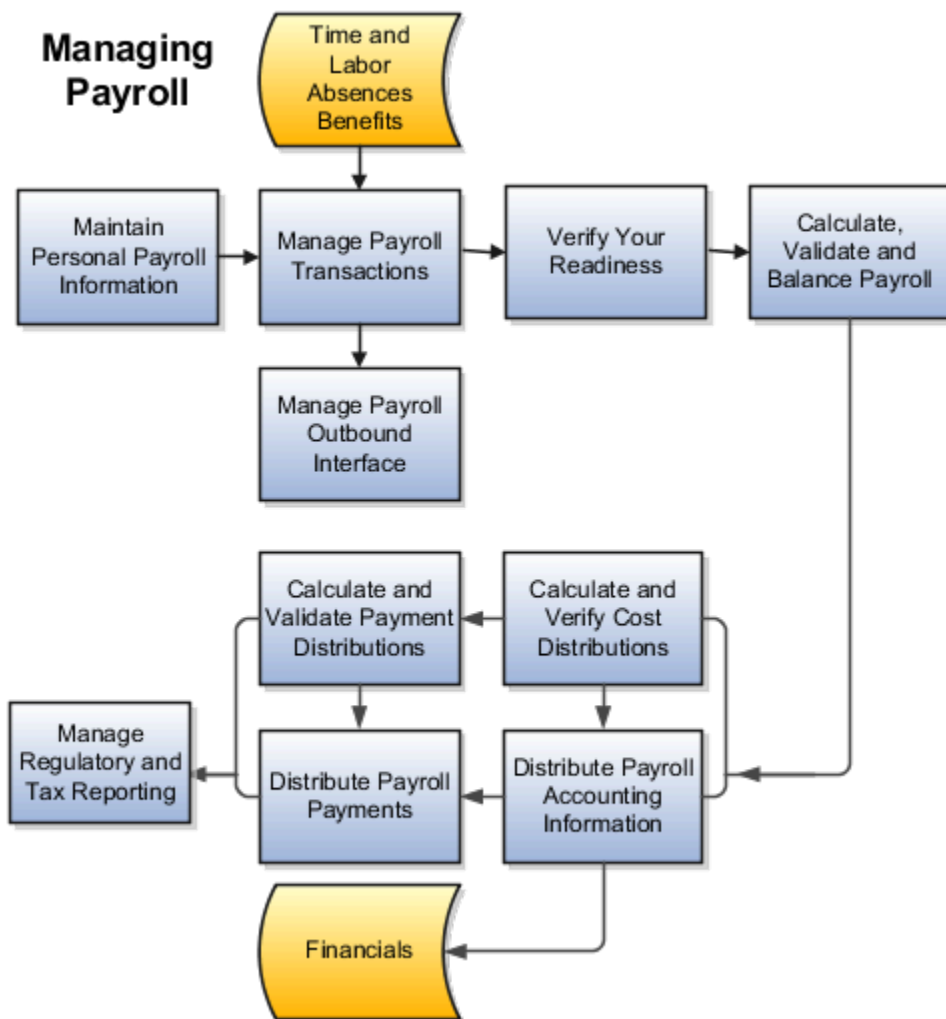 Managing
Payroll
Time and
Labor
Absences
Benefits
Maintain
Personal Payroll
Information
Manage Payroll
Transactions
Verify Your
Readiness
Calculate,
Validate and
Balance Payroll
Manage Payroll
Outbound
Interface
Calculate and
Validate Payment
Distributions
Calculate and
Verify Cost
Distributions
Manage
Regulatory and
Tax Reporting
Distribute Payroll
Payments
Distribute Payroll
Accounting
Information
Financials